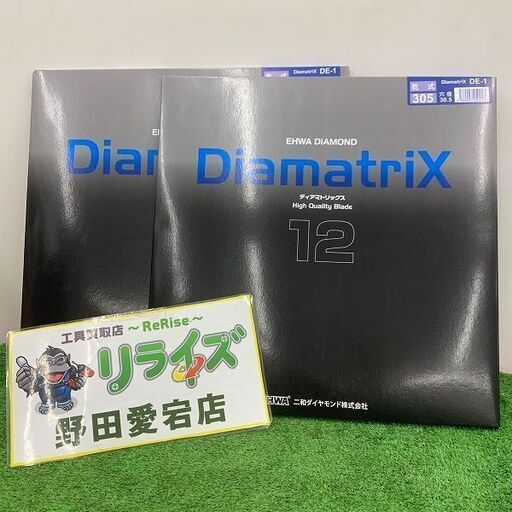 DiamatriX DE-1
EH
Diamatri
DiamatriX DE-1
乾式
305
穴径
30.5
EHWA DIAMOND
DiamatriX
ディアマトリックス
High Quality Blade
12
EHWA 二和ダイヤモンド株式会社
工具買取店
～ReRise～
リライズ
野田愛宕店